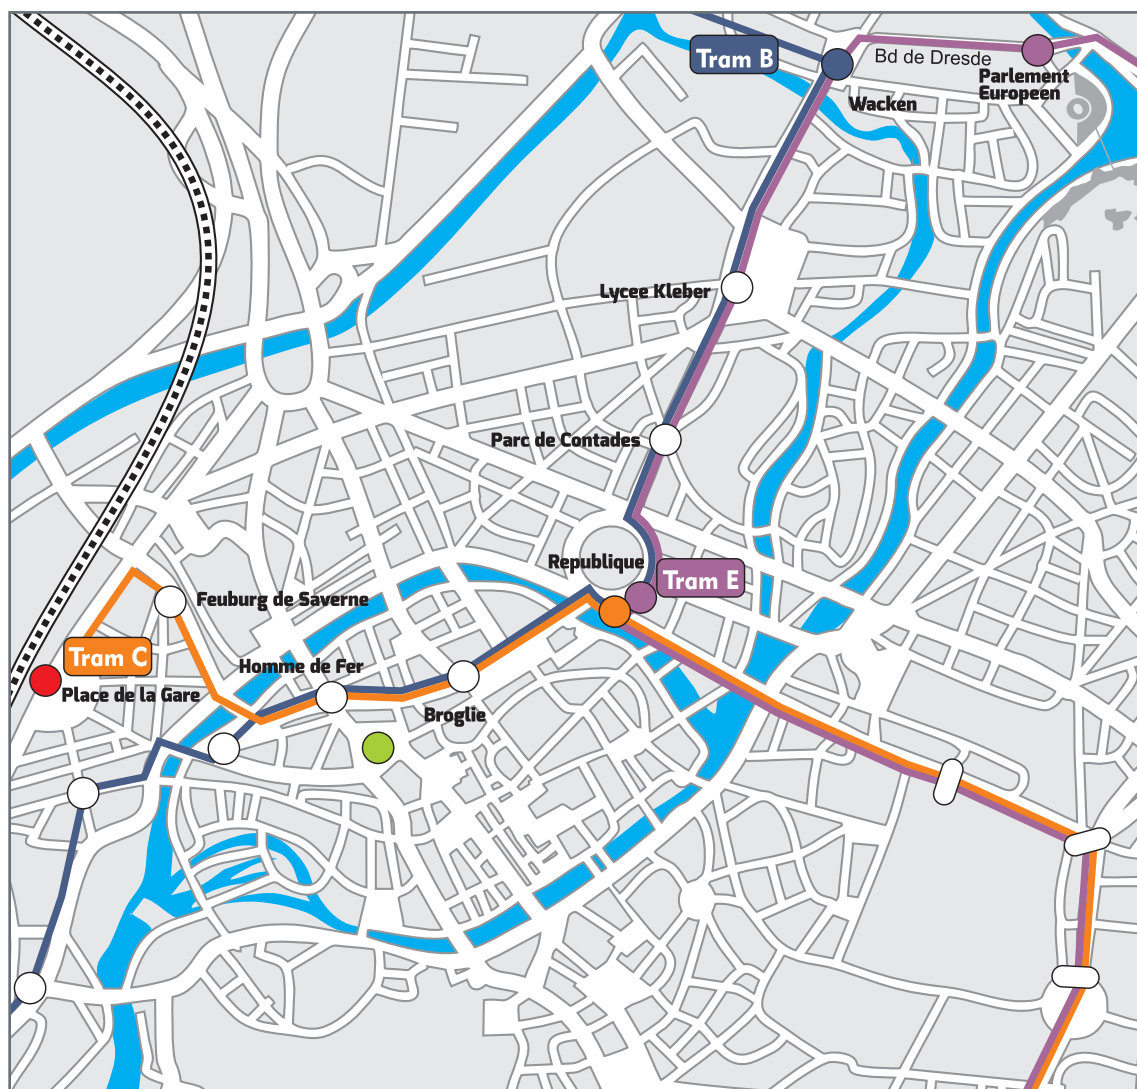 Tram B
Bd de Dresde
Parlement
Europeen
Wacken
Lycee Kleber
Parc de Contades
Republique
Tram E
Feuburg de Saverne
Tram C
Homme de Fer
Place de la Gare
Broglie